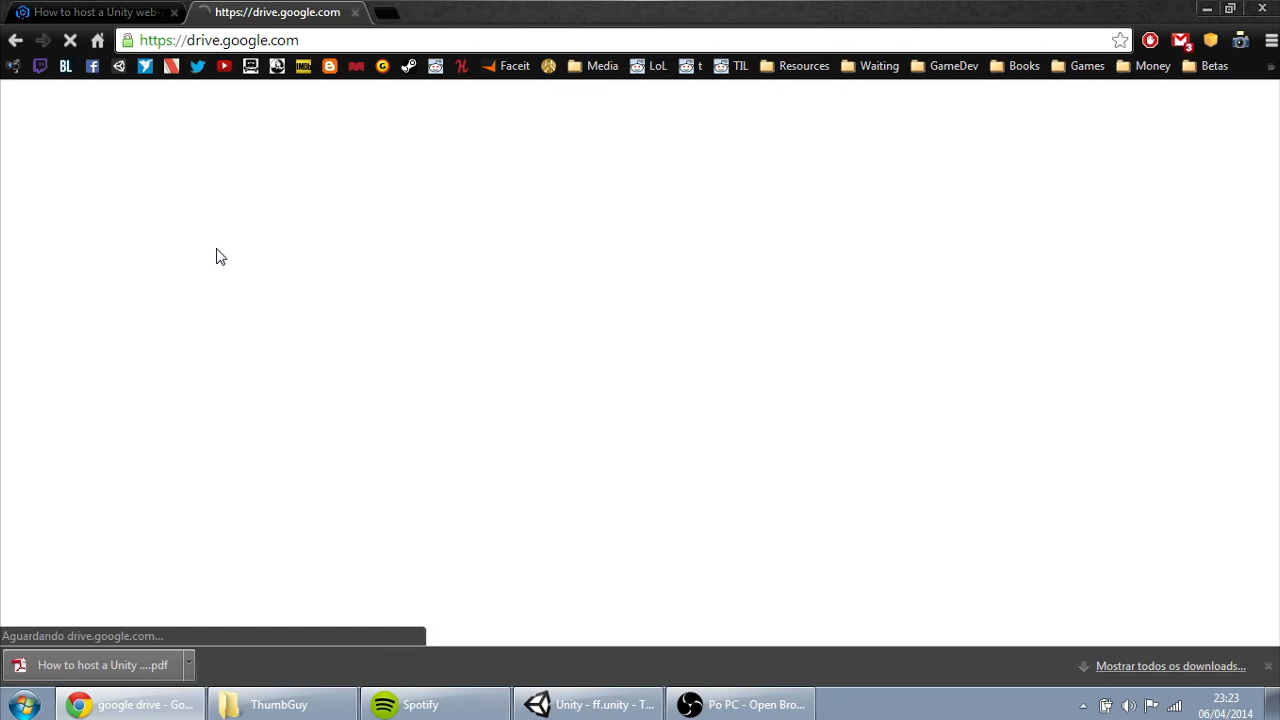 How to host a Unity web-
https://drive.google.com
https://drive.google.com
3
BL
IMDb
Faceit
Media
LoL
t
TIL
Resources
Waiting
GameDev
Books
Games
Money
Betas
»
Aguardando drive.google.com...
How to host a Unity ....pdf
Mostrar todos os downloads...
google drive - Go...
ThumbGuy
Spotify
Unity - ff.unity - T...
Po PC - Open Bro...
23:23
06/04/2014